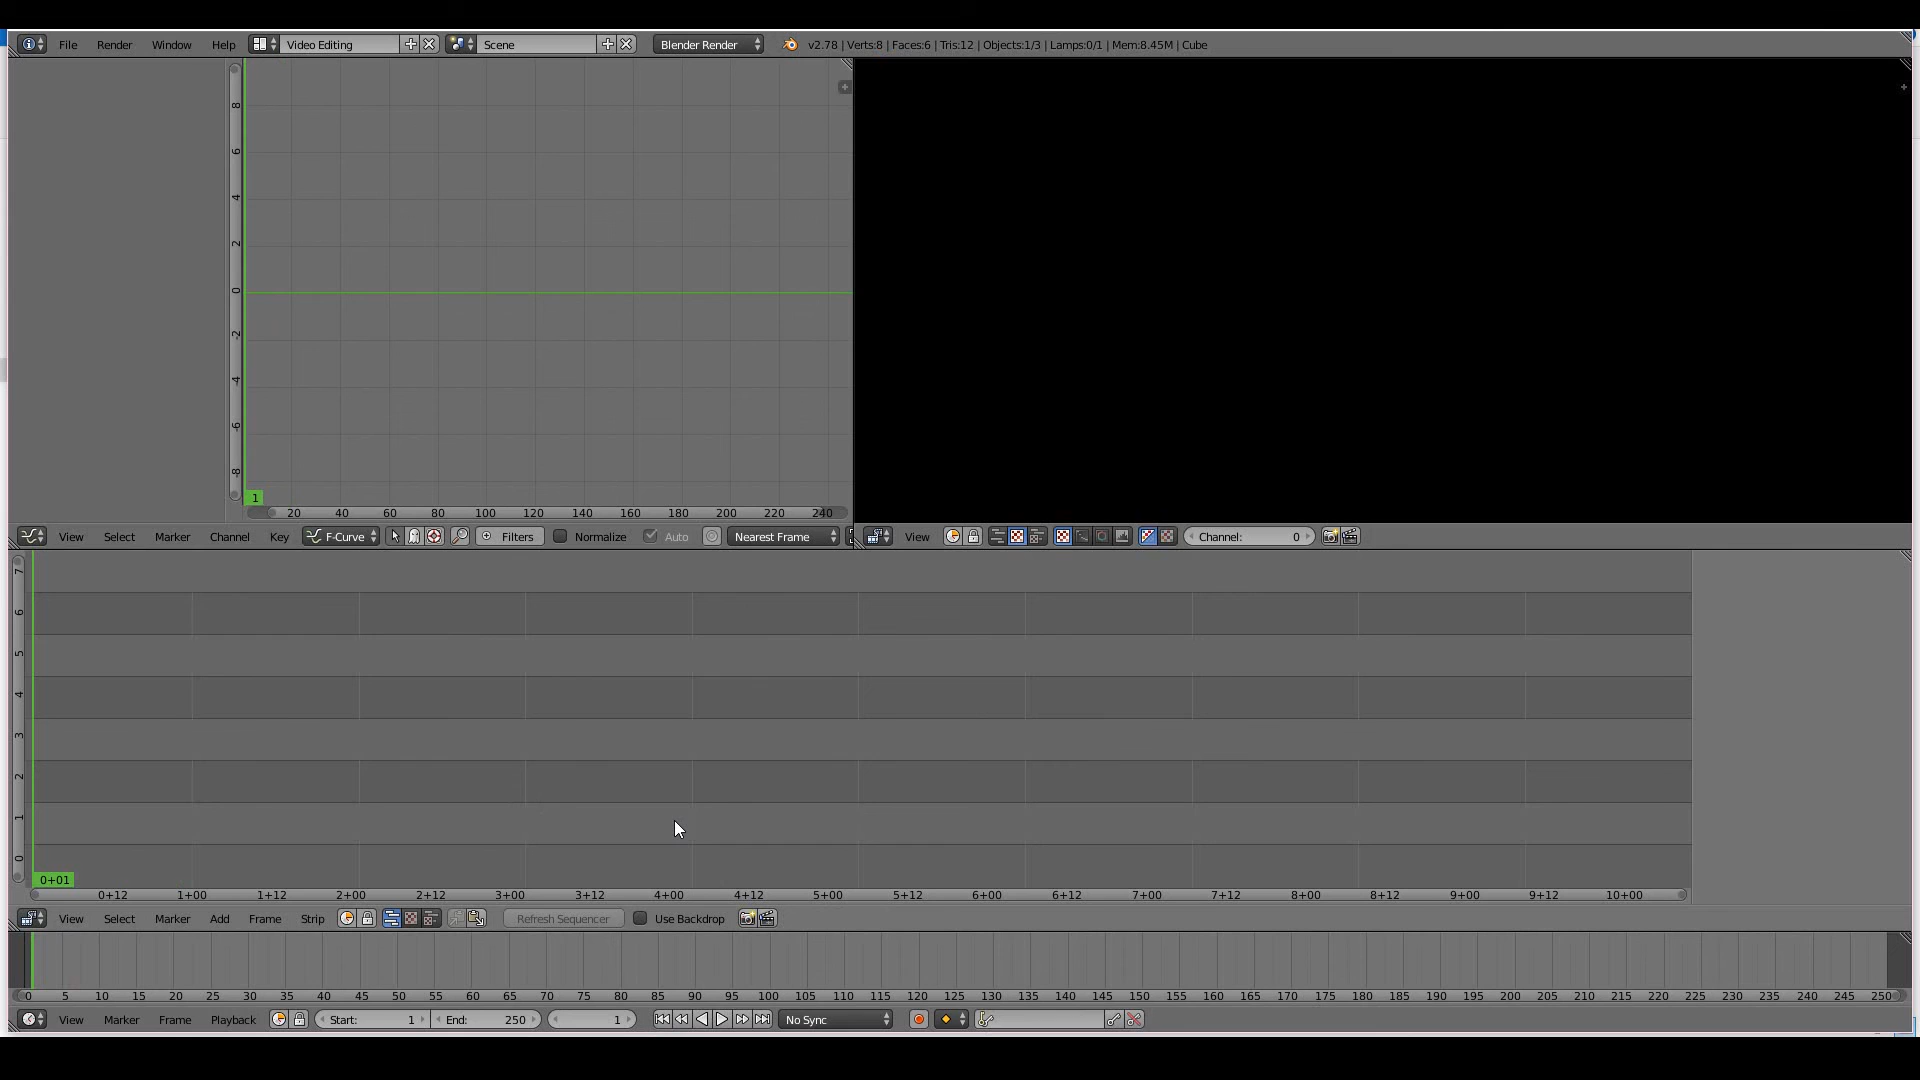 File Render Window Help Video Editing Scene Blender Render v2.78 | Verts:8 | Faces:6 | Tris:12 | Objects:1/3 | Lamps:0/1 | Mem:8.45M | Cube
8
6
4
2
0
-2
-4
-6
-8
1
20 40 60 80 100 120 140 160 180 200 220 240
View Select Marker Channel Key F-Curve Filters Normalize Auto Nearest Frame
View Channel: 0
7
6
5
4
3
2
1
0
0+01
0+12 1+00 1+12 2+00 2+12 3+00 3+12 4+00 4+12 5+00 5+12 6+00 6+12 7+00 7+12 8+00 8+12 9+00 9+12 10+00
View Select Marker Add Frame Strip Refresh Sequencer Use Backdrop
0 5 10 15 20 25 30 35 40 45 50 55 60 65 70 75 80 85 90 95 100 105 110 115 120 125 130 135 140 145 150 155 160 165 170 175 180 185 190 195 200 205 210 215 220 225 230 235 240 245 250
View Marker Frame Playback Start: 1 End: 250 1 No Sync